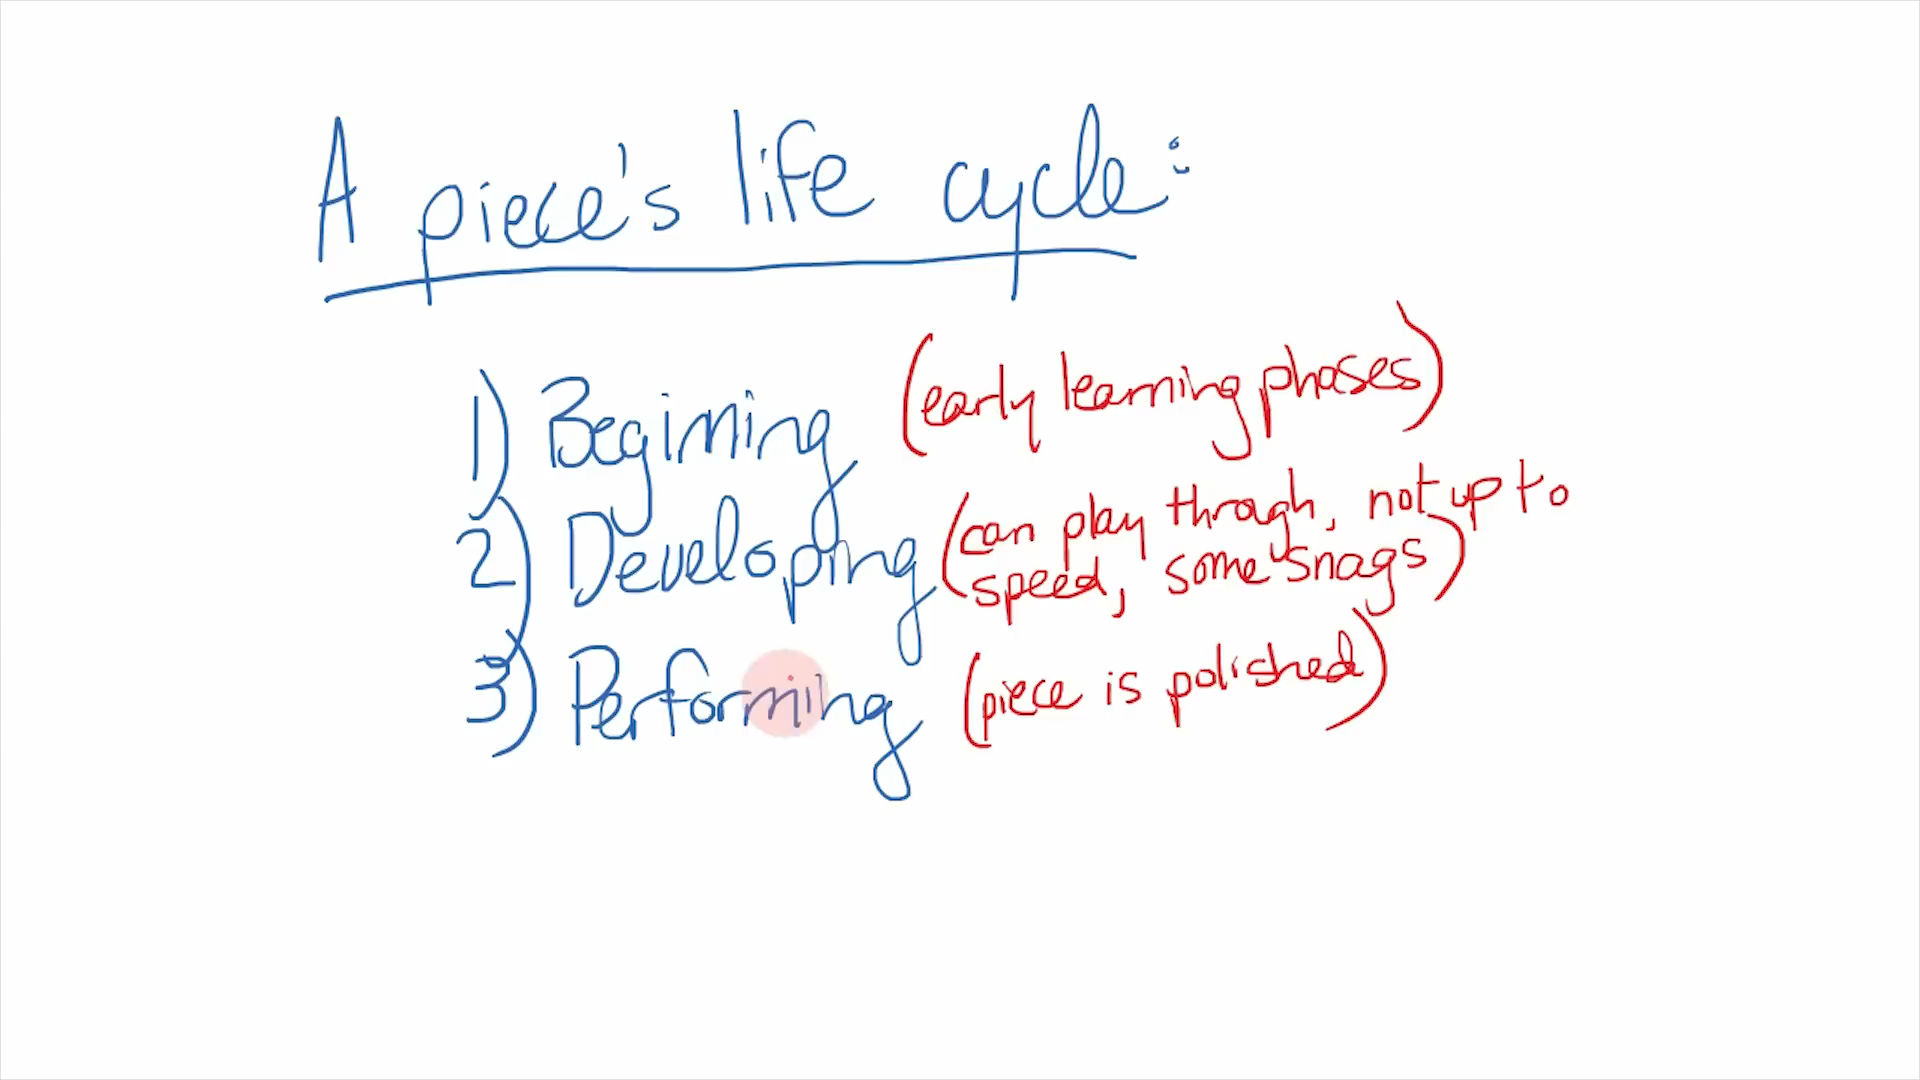 A piece's life cycle:
1) Beginning (early learning phases)
2) Developing (can play through, not up to
speed, some snags)
3) Performing (piece is polished)